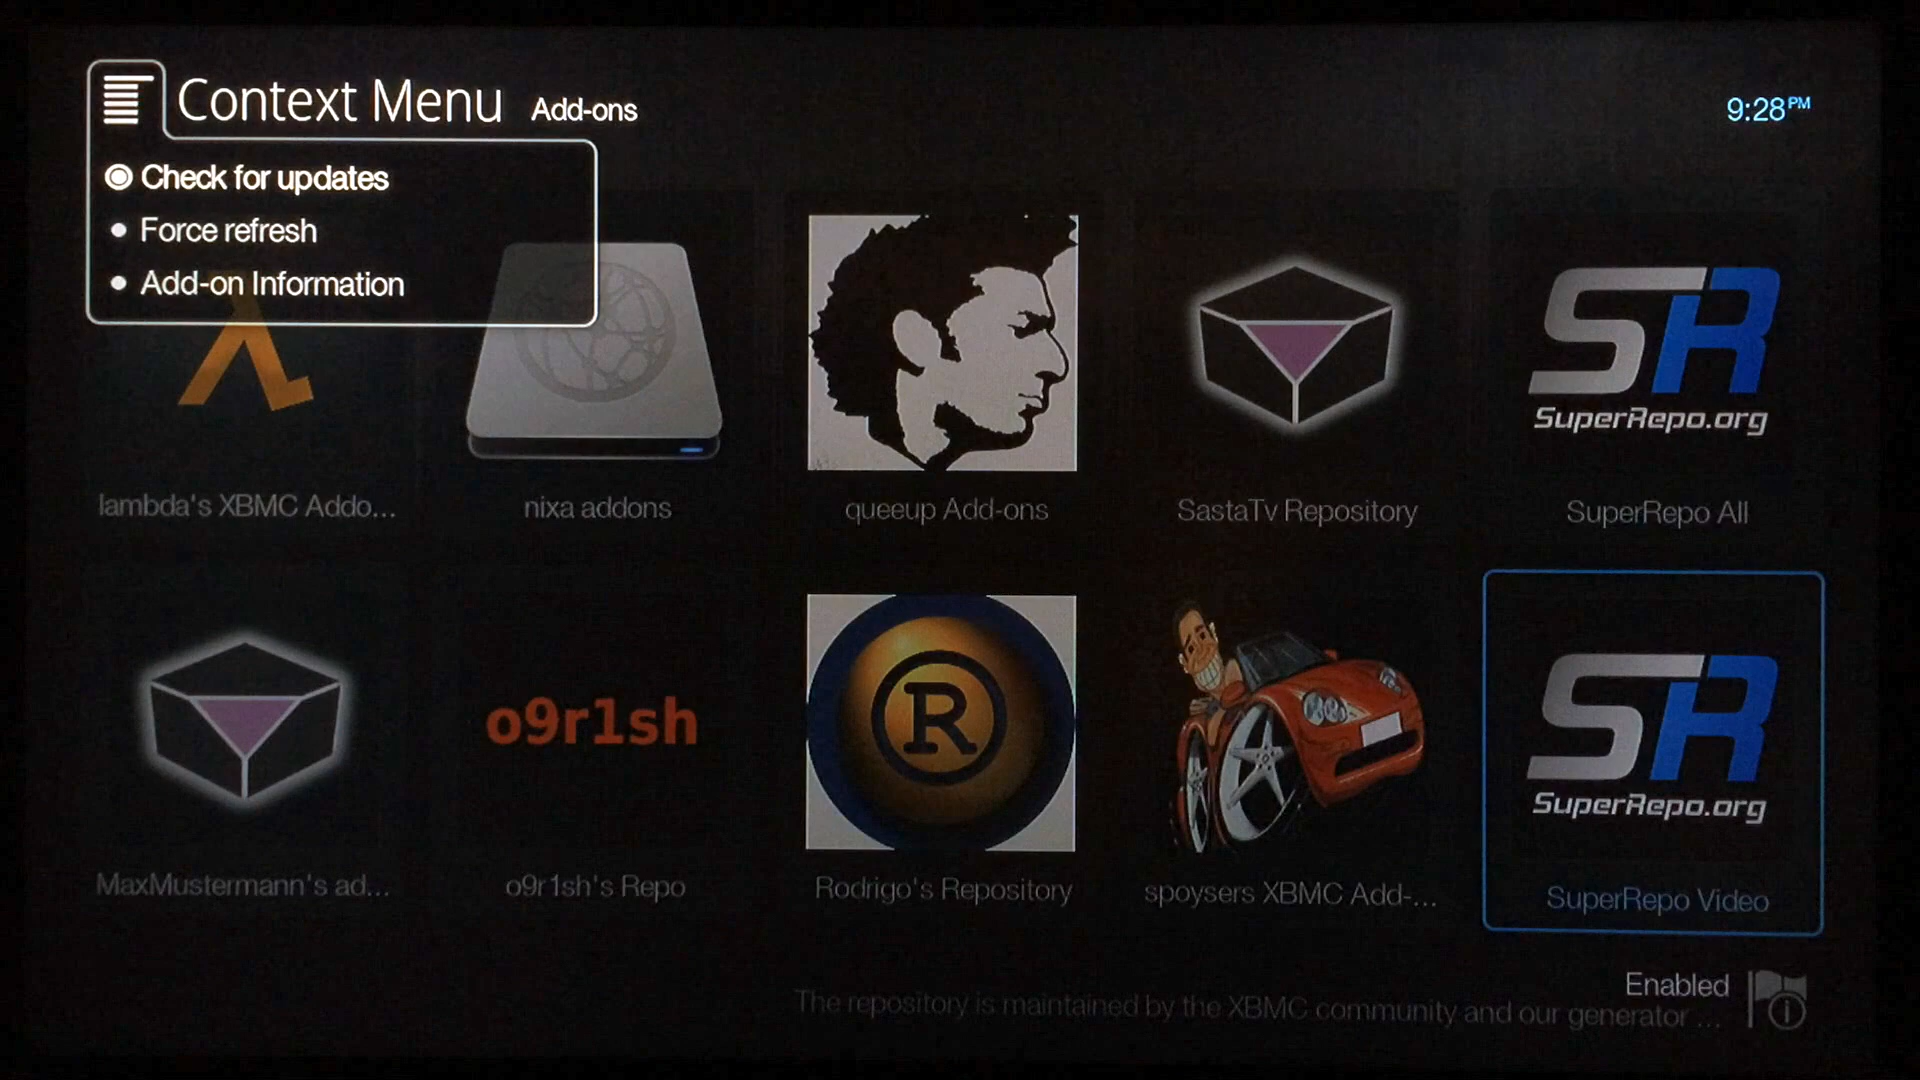 Context Menu Add-ons
9:28PM
Check for updates
Force refresh
Add-on Information
SR
SuperRepo.org
lambda's XBMC Addo...
nixa addons
queeup Add-ons
SastaTv Repository
SuperRepo All
o9r1sh
R
SR
SuperRepo.org
MaxMustermann's ad...
o9r1sh's Repo
Rodrigo's Repository
spoysers XBMC Add-...
SuperRepo Video
Enabled
The repository is maintained by the XBMC community and our generator ...